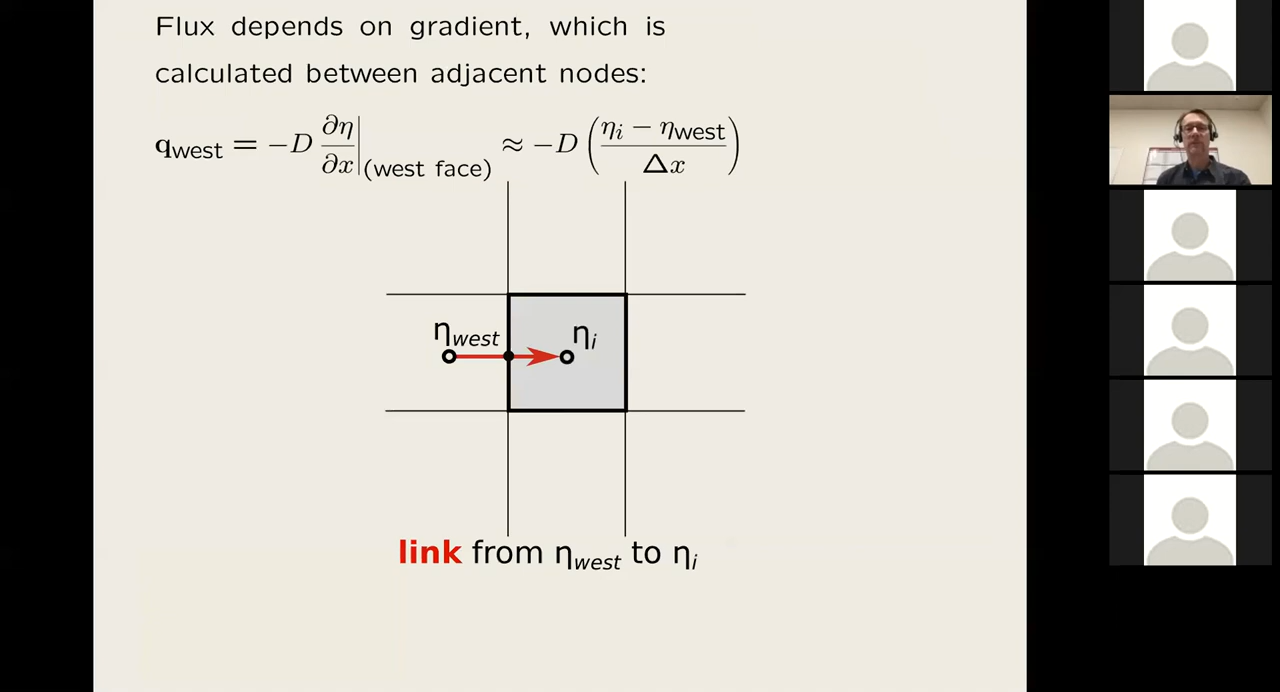 Flux depends on gradient, which is
calculated between adjacent nodes:
q_west = −D ∂η/∂x |(west face) ≈ −D ( (η_i − η_west) / Δx )
η_west
η_i
link from η_west to η_i